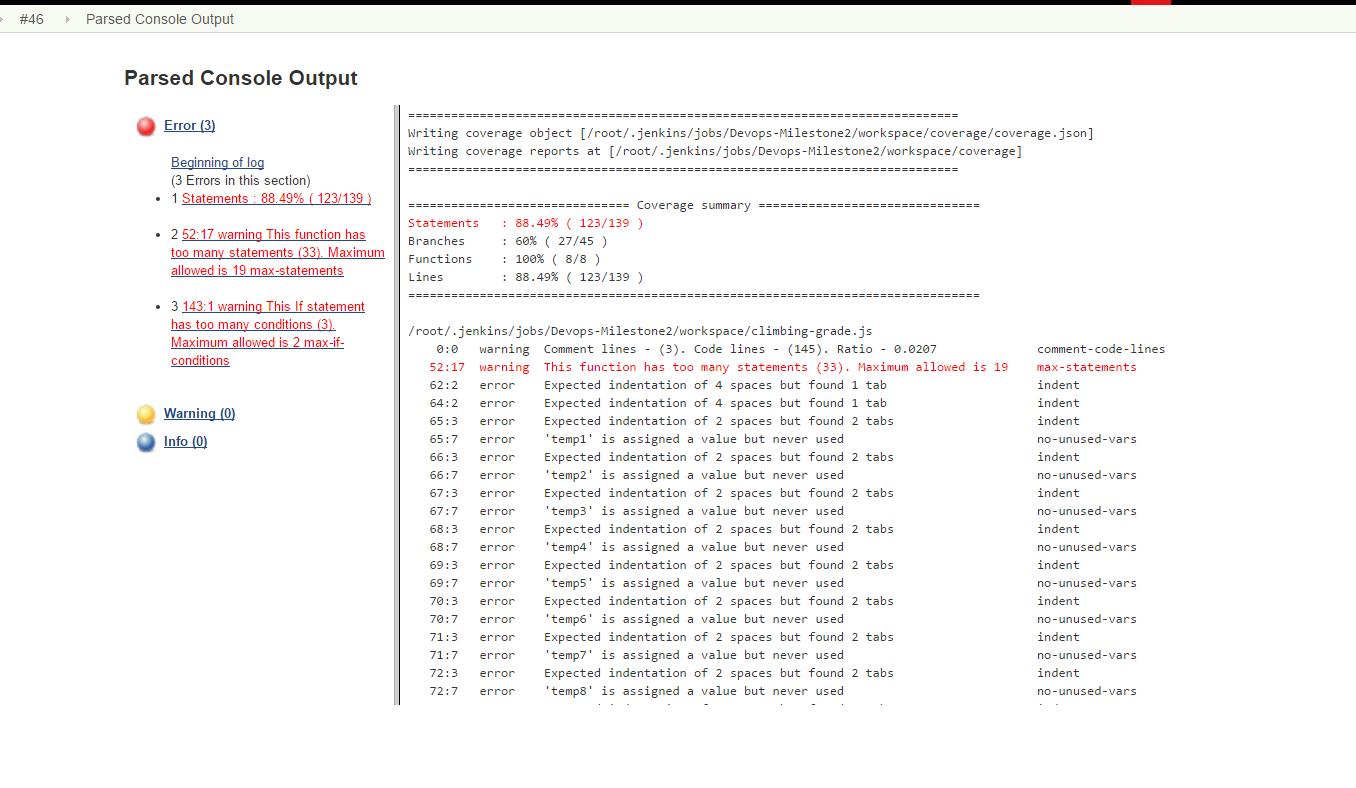 #46 Parsed Console Output
Parsed Console Output
Error (3)
Beginning of log
(3 Errors in this section)
1 Statements : 88.49% ( 123/139 )
2 52:17 warning This function has
too many statements (33). Maximum
allowed is 19 max-statements
3 143:1 warning This If statement
has too many conditions (3).
Maximum allowed is 2 max-if-
conditions
Warning (0)
Info (0)
=============================================================================
Writing coverage object [/root/.jenkins/jobs/Devops-Milestone2/workspace/coverage/coverage.json]
Writing coverage reports at [/root/.jenkins/jobs/Devops-Milestone2/workspace/coverage]
=============================================================================
=============================== Coverage summary ===============================
Statements   : 88.49% ( 123/139 )
Branches     : 60% ( 27/45 )
Functions    : 100% ( 8/8 )
Lines        : 88.49% ( 123/139 )
================================================================================
/root/.jenkins/jobs/Devops-Milestone2/workspace/climbing-grade.js
0:0 warning Comment lines - (3). Code lines - (145). Ratio - 0.0207 comment-code-lines
52:17 warning This function has too many statements (33). Maximum allowed is 19 max-statements
62:2 error Expected indentation of 4 spaces but found 1 tab indent
64:2 error Expected indentation of 4 spaces but found 1 tab indent
65:3 error Expected indentation of 2 spaces but found 2 tabs indent
65:7 error 'temp1' is assigned a value but never used no-unused-vars
66:3 error Expected indentation of 2 spaces but found 2 tabs indent
66:7 error 'temp2' is assigned a value but never used no-unused-vars
67:3 error Expected indentation of 2 spaces but found 2 tabs indent
67:7 error 'temp3' is assigned a value but never used no-unused-vars
68:3 error Expected indentation of 2 spaces but found 2 tabs indent
68:7 error 'temp4' is assigned a value but never used no-unused-vars
69:3 error Expected indentation of 2 spaces but found 2 tabs indent
69:7 error 'temp5' is assigned a value but never used no-unused-vars
70:3 error Expected indentation of 2 spaces but found 2 tabs indent
70:7 error 'temp6' is assigned a value but never used no-unused-vars
71:3 error Expected indentation of 2 spaces but found 2 tabs indent
71:7 error 'temp7' is assigned a value but never used no-unused-vars
72:3 error Expected indentation of 2 spaces but found 2 tabs indent
72:7 error 'temp8' is assigned a value but never used no-unused-vars